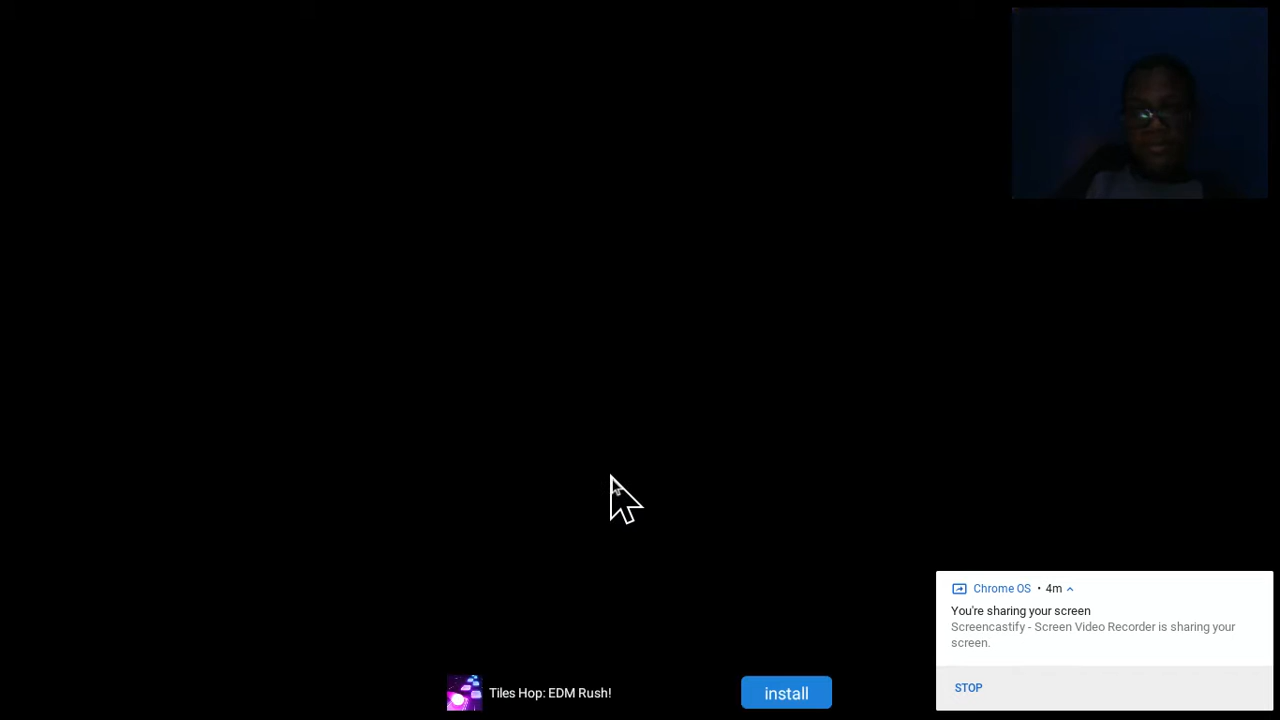 Chrome OS • 4m
You're sharing your screen
Screencastify - Screen Video Recorder is sharing your
screen.
STOP
Tiles Hop: EDM Rush!
install